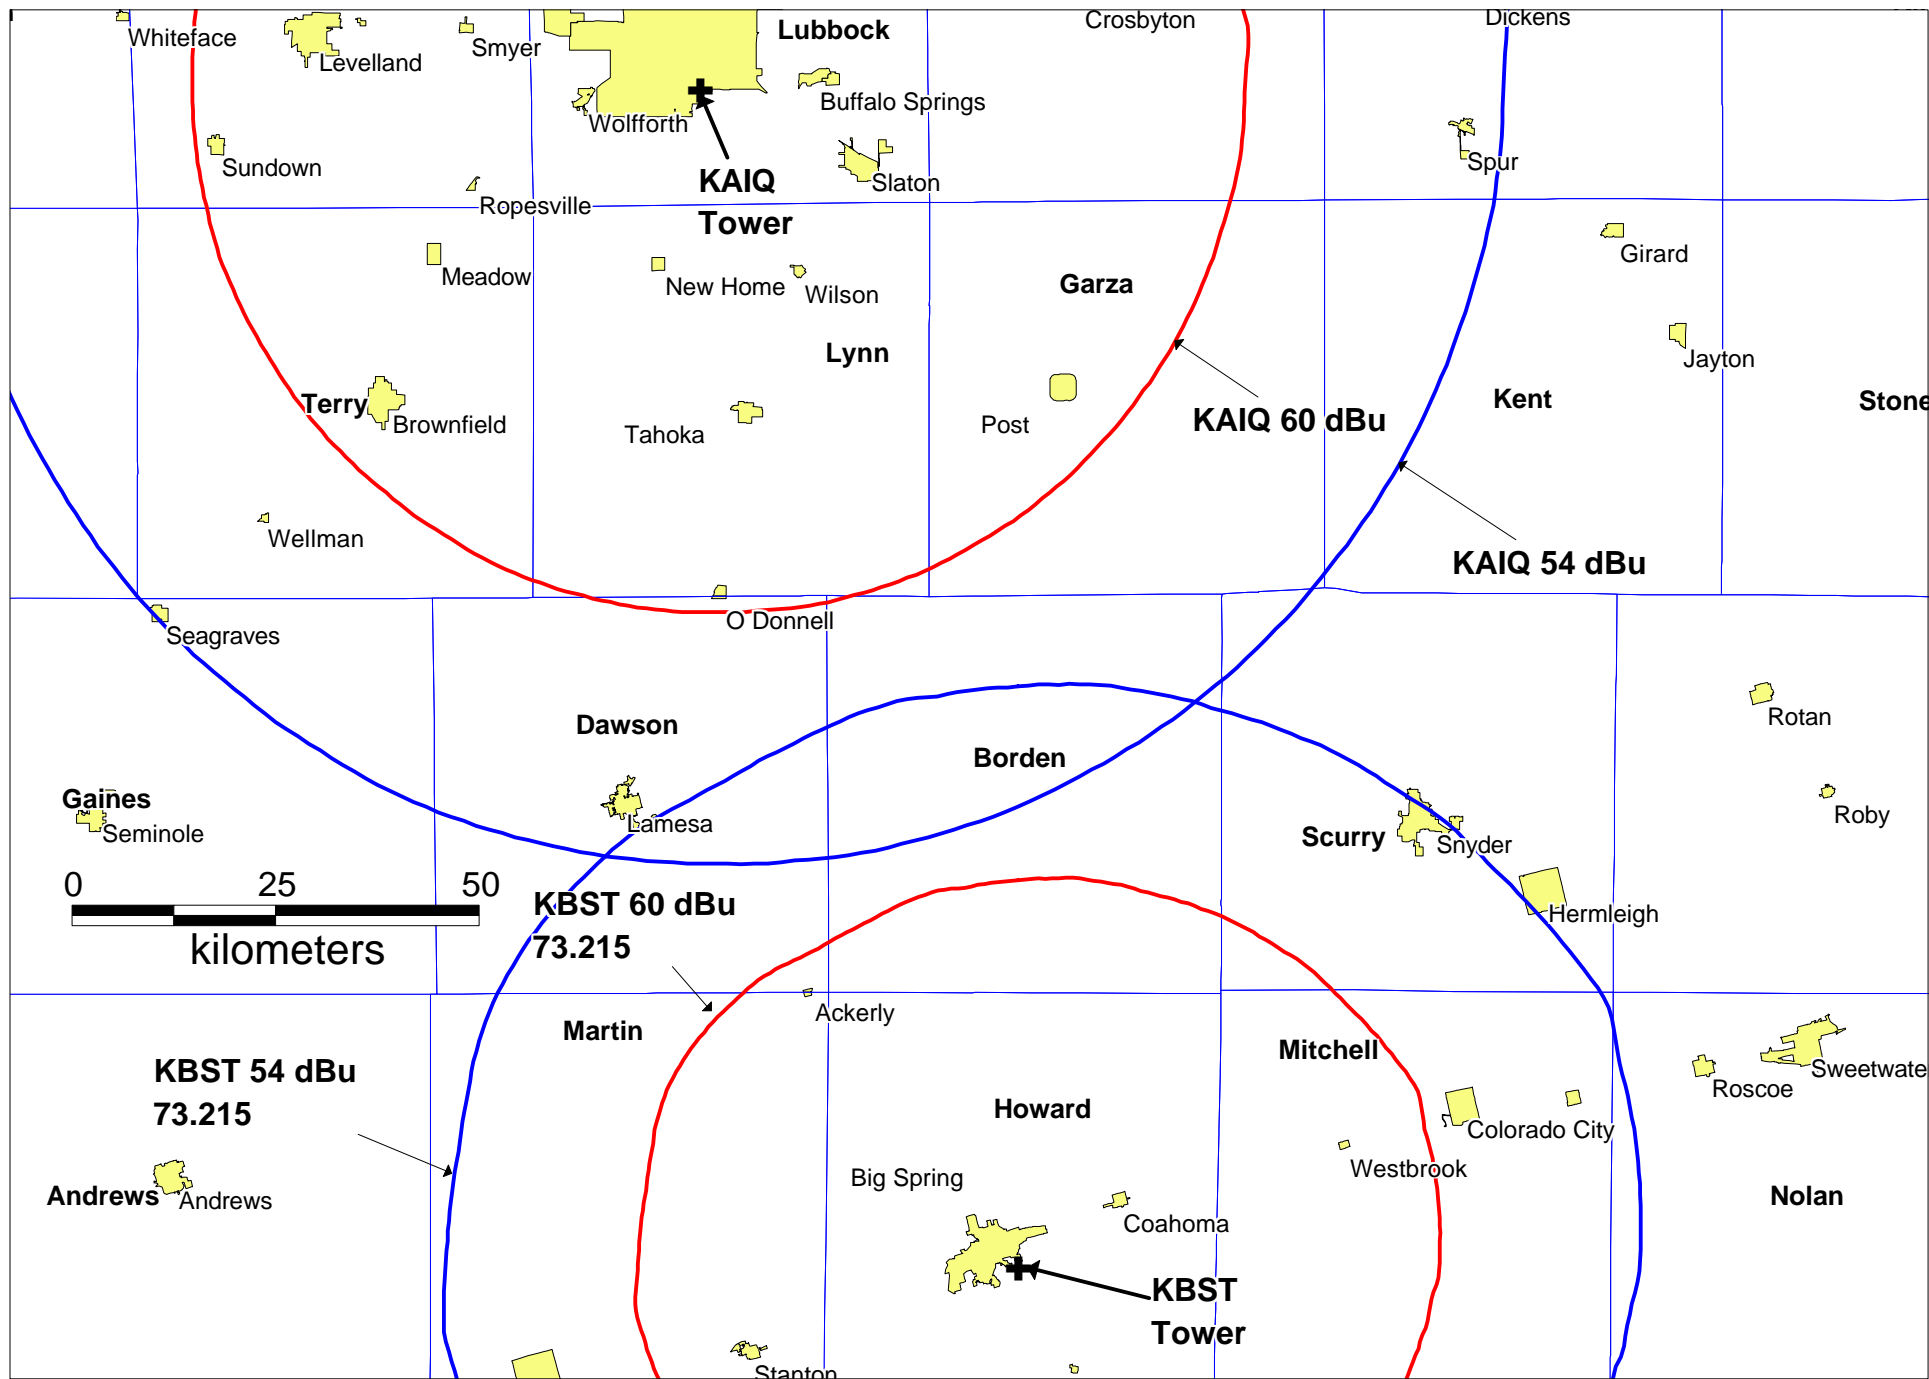 Whiteface
Levelland
Smyer
Lubbock
Crosbyton
Dickens
Buffalo Springs
Wolfforth
Sundown
Spur
KAIQ
Tower
Slaton
Ropesville
Meadow
New Home
Wilson
Garza
Girard
Lynn
Jayton
Terry
Brownfield
Tahoka
Post
KAIQ 60 dBu
Kent
Stone
Wellman
KAIQ 54 dBu
Seagraves
O Donnell
Dawson
Borden
Rotan
Gaines
Seminole
Lamesa
Scurry
Snyder
Roby
0 25 50
kilometers
KBST 60 dBu
73.215
Hermleigh
Ackerly
Martin
Mitchell
KBST 54 dBu
73.215
Howard
Roscoe
Sweetwate
Colorado City
Westbrook
Big Spring
Andrews
Andrews
Coahoma
Nolan
KBST
Tower
Stanton